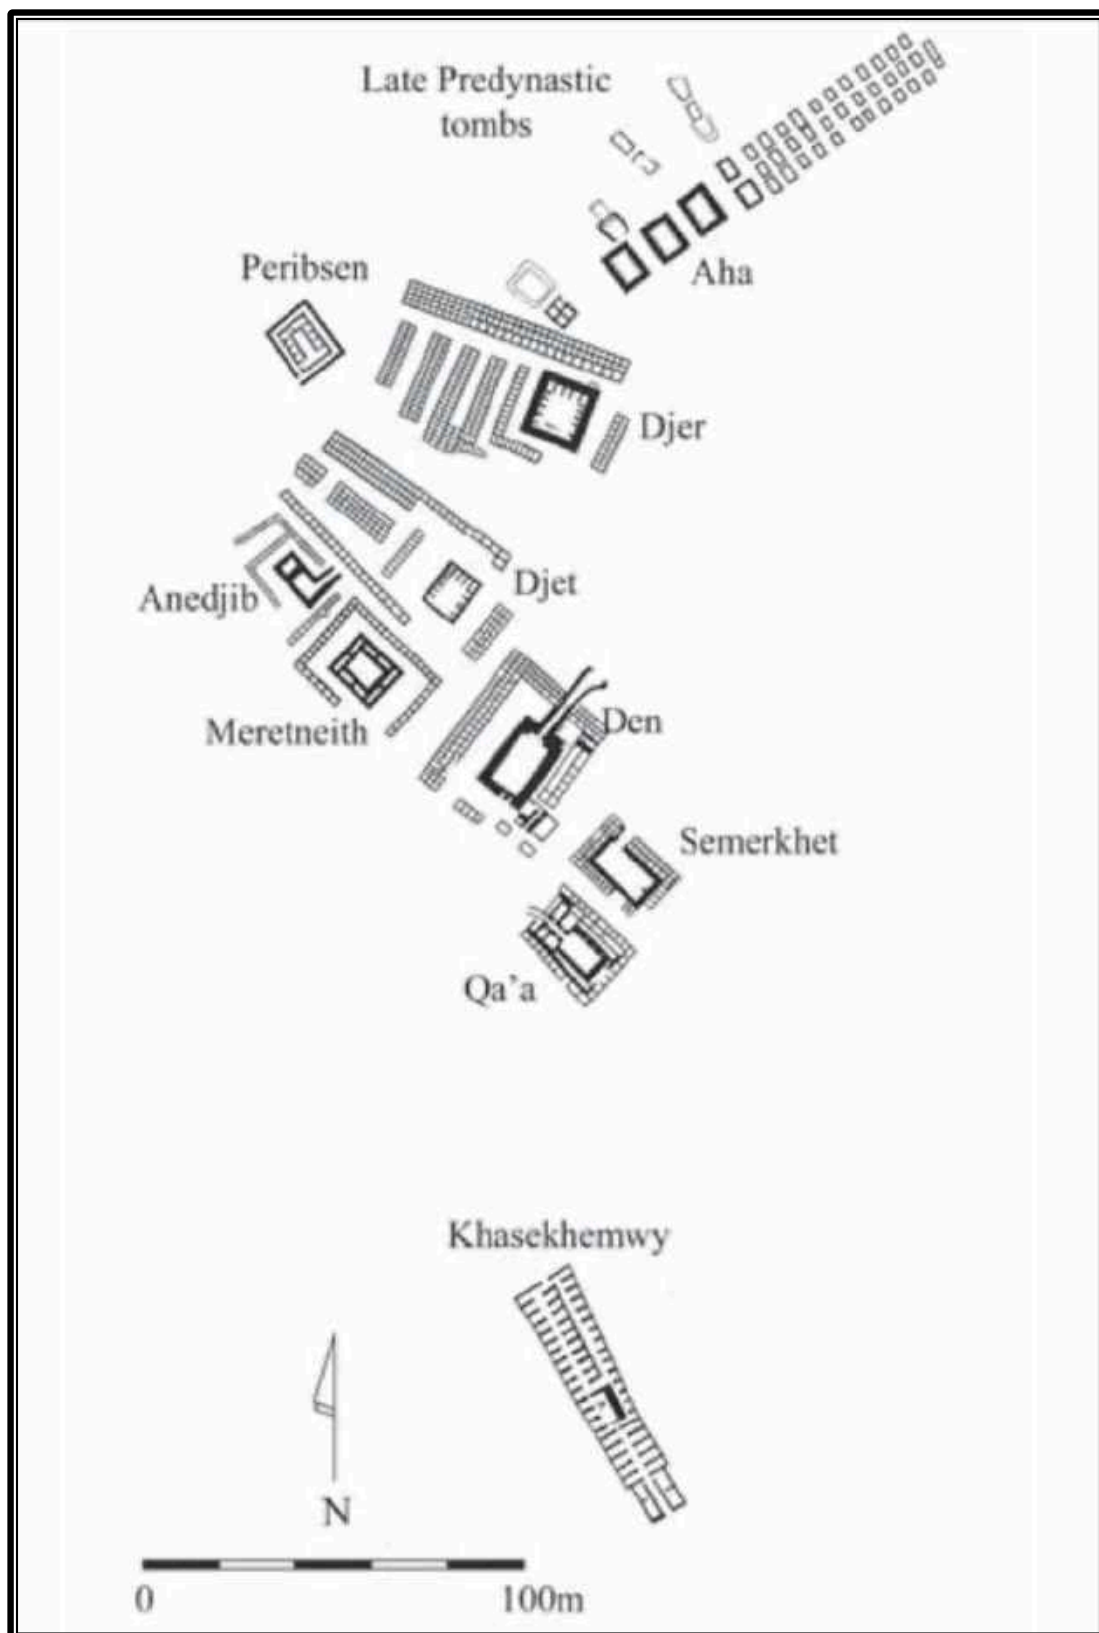 Late Predynastic
tombs
Peribsen
Aha
Djer
Djet
Anedjib
Meretneith
Den
Semerkhet
Qa’a
Khasekhemwy
N
0 100m